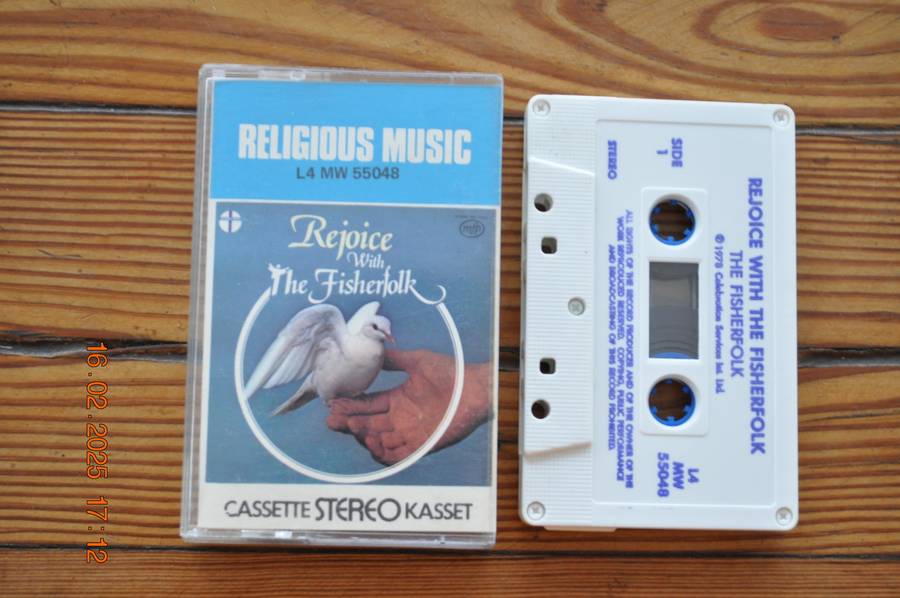 RELIGIOUS MUSIC
L4 MW 55048
mfp
Rejoice
With
The Fisherfolk
CASSETTE STEREO KASSET
REJOICE WITH THE FISHERFOLK
THE FISHERFOLK
℗ 1978 Celebration Services Int. Ltd.
SIDE
1
L4
MW
55048
STEREO
ALL RIGHTS OF THE RECORD PRODUCER AND OF THE OWNER OF THE
WORK REPRODUCED RESERVED. COPYING, PUBLIC PERFORMANCE
AND BROADCASTING OF THIS RECORD PROHIBITED.
16.02.2025 17:12